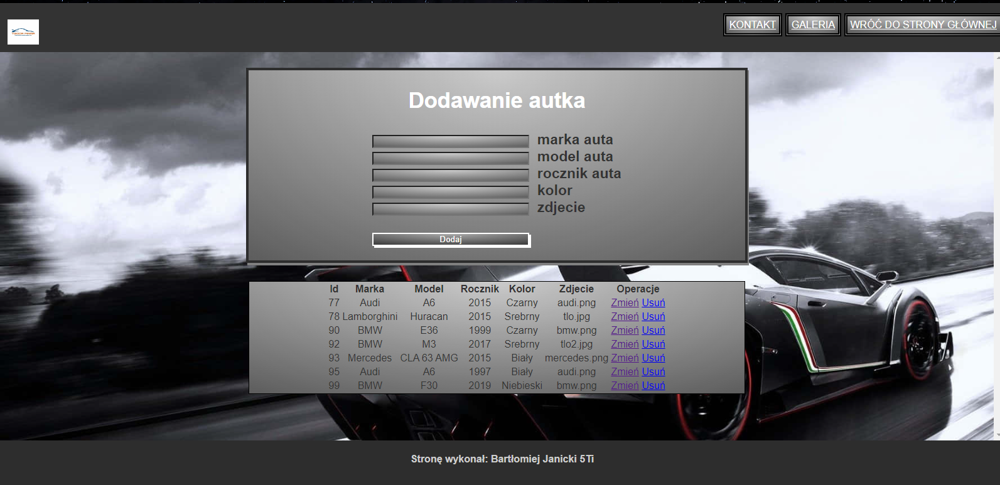 KONTAKT GALERIA WRÓĆ DO STRONY GŁÓWNEJ
Dodawanie autka
marka auta
model auta
rocznik auta
kolor
zdjecie
Dodaj
Id Marka Model Rocznik Kolor Zdjecie Operacje
77 Audi A6 2015 Czarny audi.png Zmień Usuń
78 Lamborghini Huracan 2015 Srebrny tlo.jpg Zmień Usuń
90 BMW E36 1999 Czarny bmw.png Zmień Usuń
92 BMW M3 2017 Srebrny tlo2.jpg Zmień Usuń
93 Mercedes CLA 63 AMG 2015 Biały mercedes.png Zmień Usuń
95 Audi A6 1997 Biały audi.png Zmień Usuń
99 BMW F30 2019 Niebieski bmw.png Zmień Usuń
Stronę wykonał: Bartłomiej Janicki 5Ti